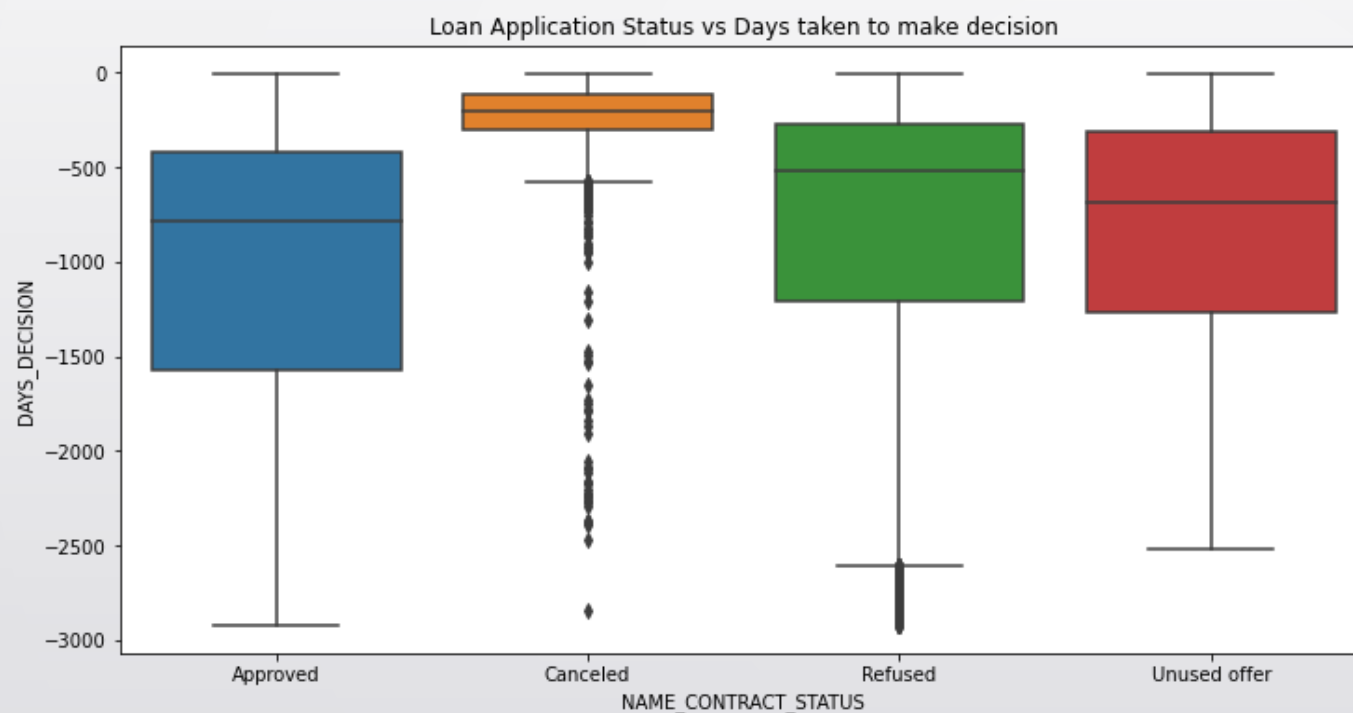 Loan Application Status vs Days taken to make decision
0
−500
−1000
−1500
−2000
−2500
−3000
DAYS_DECISION
Approved Canceled Refused Unused offer
NAME_CONTRACT_STATUS